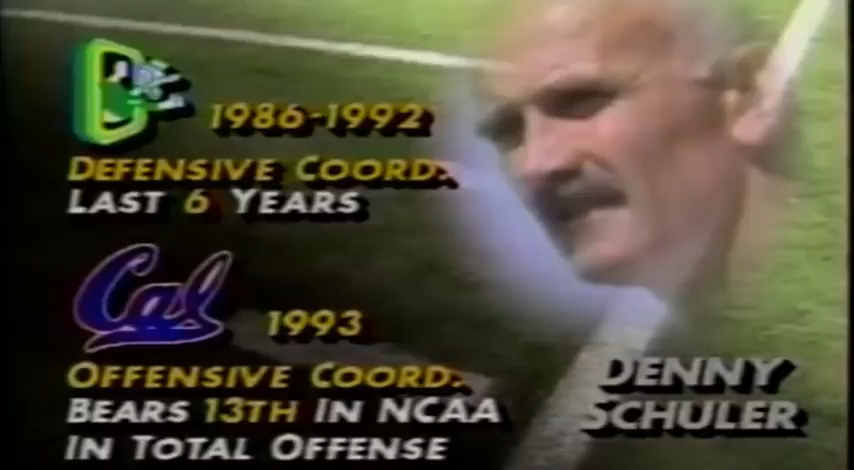 1986-1992
DEFENSIVE COORD.
LAST 6 YEARS
Cal
1993
OFFENSIVE COORD.
BEARS 13TH IN NCAA
IN TOTAL OFFENSE
DENNY
SCHULER